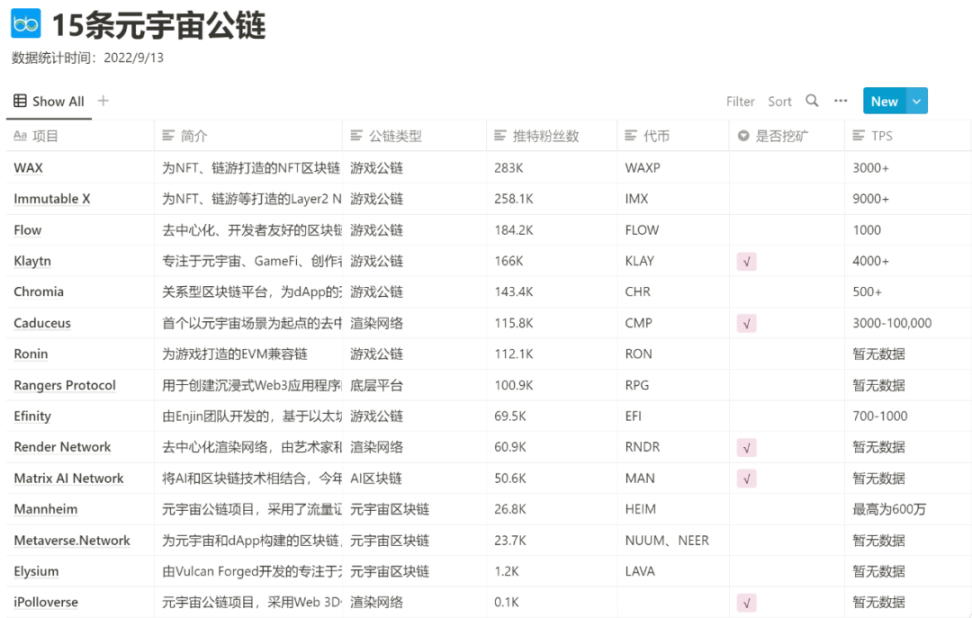 15条元宇宙公链
数据统计时间：2022/9/13
Show All
Filter Sort ... New
Aa 项目 简介 公链类型 推特粉丝数 代币 是否挖矿 TPS
WAX 为NFT、链游打造的NFT区块链 游戏公链 283K WAXP 3000+
Immutable X 为NFT、链游等打造的Layer2 N 游戏公链 258.1K IMX 9000+
Flow 去中心化、开发者友好的区块链 游戏公链 184.2K FLOW 1000
Klaytn 专注于元宇宙、GameFi、创作者 游戏公链 166K KLAY √ 4000+
Chromia 关系型区块链平台，为dApp的 游戏公链 143.4K CHR 500+
Caduceus 首个以元宇宙场景为起点的去中 渲染网络 115.8K CMP √ 3000-100,000
Ronin 为游戏打造的EVM兼容链 游戏公链 112.1K RON 暂无数据
Rangers Protocol 用于创建沉浸式Web3应用程序 底层平台 100.9K RPG 暂无数据
Efinity 由Enjin团队开发的，基于以太坊 游戏公链 69.5K EFI 700-1000
Render Network 去中心化渲染网络，由艺术家和 渲染网络 60.9K RNDR √ 暂无数据
Matrix AI Network 将AI和区块链技术相结合，今年 AI区块链 50.6K MAN √ 暂无数据
Mannheim 元宇宙公链项目，采用了流量证 元宇宙区块链 26.8K HEIM 最高为600万
Metaverse.Network 为元宇宙和dApp构建的区块链， 元宇宙区块链 23.7K NUUM、NEER 暂无数据
Elysium 由Vulcan Forged开发的专注于 元宇宙区块链 1.2K LAVA 暂无数据
iPolloverse 元宇宙公链项目，采用Web 3D 渲染网络 0.1K √ 暂无数据